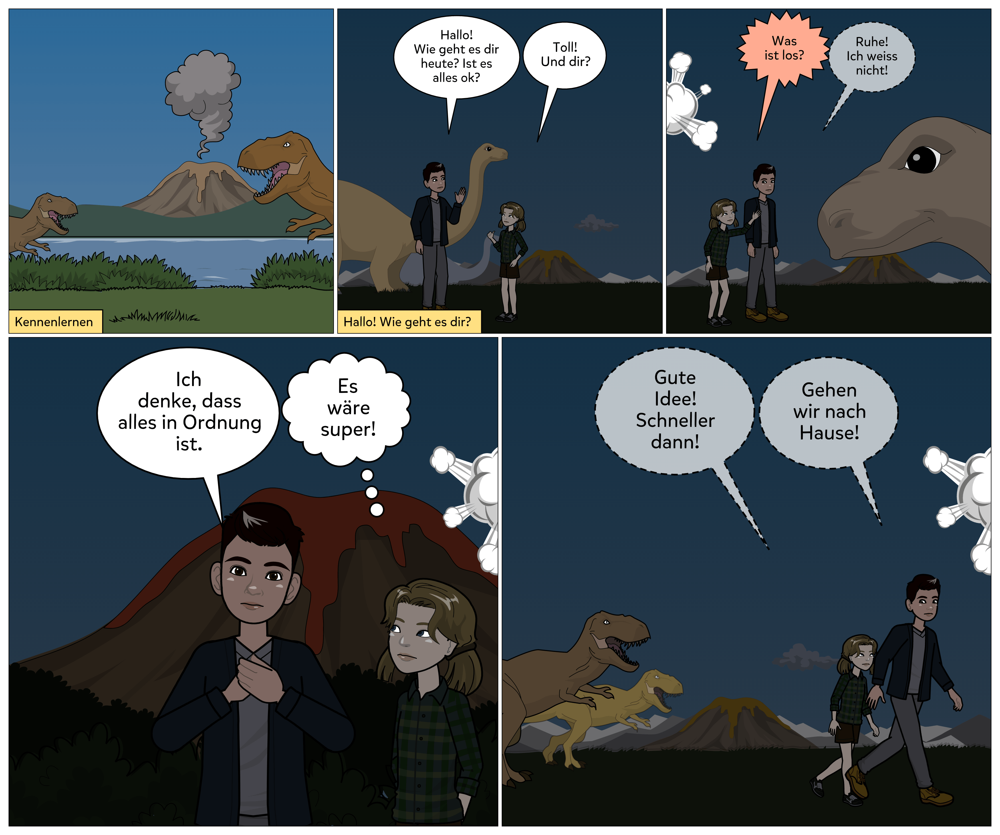 Kennenlernen
Hallo!
Wie geht es dir
heute? Ist es
alles ok?
Toll!
Und dir?
Hallo! Wie geht es dir?
Was
ist los?
Ruhe!
Ich weiss
nicht!
Ich
denke, dass
alles in Ordnung
ist.
Es
wäre
super!
Gute
Idee!
Schneller
dann!
Gehen
wir nach
Hause!